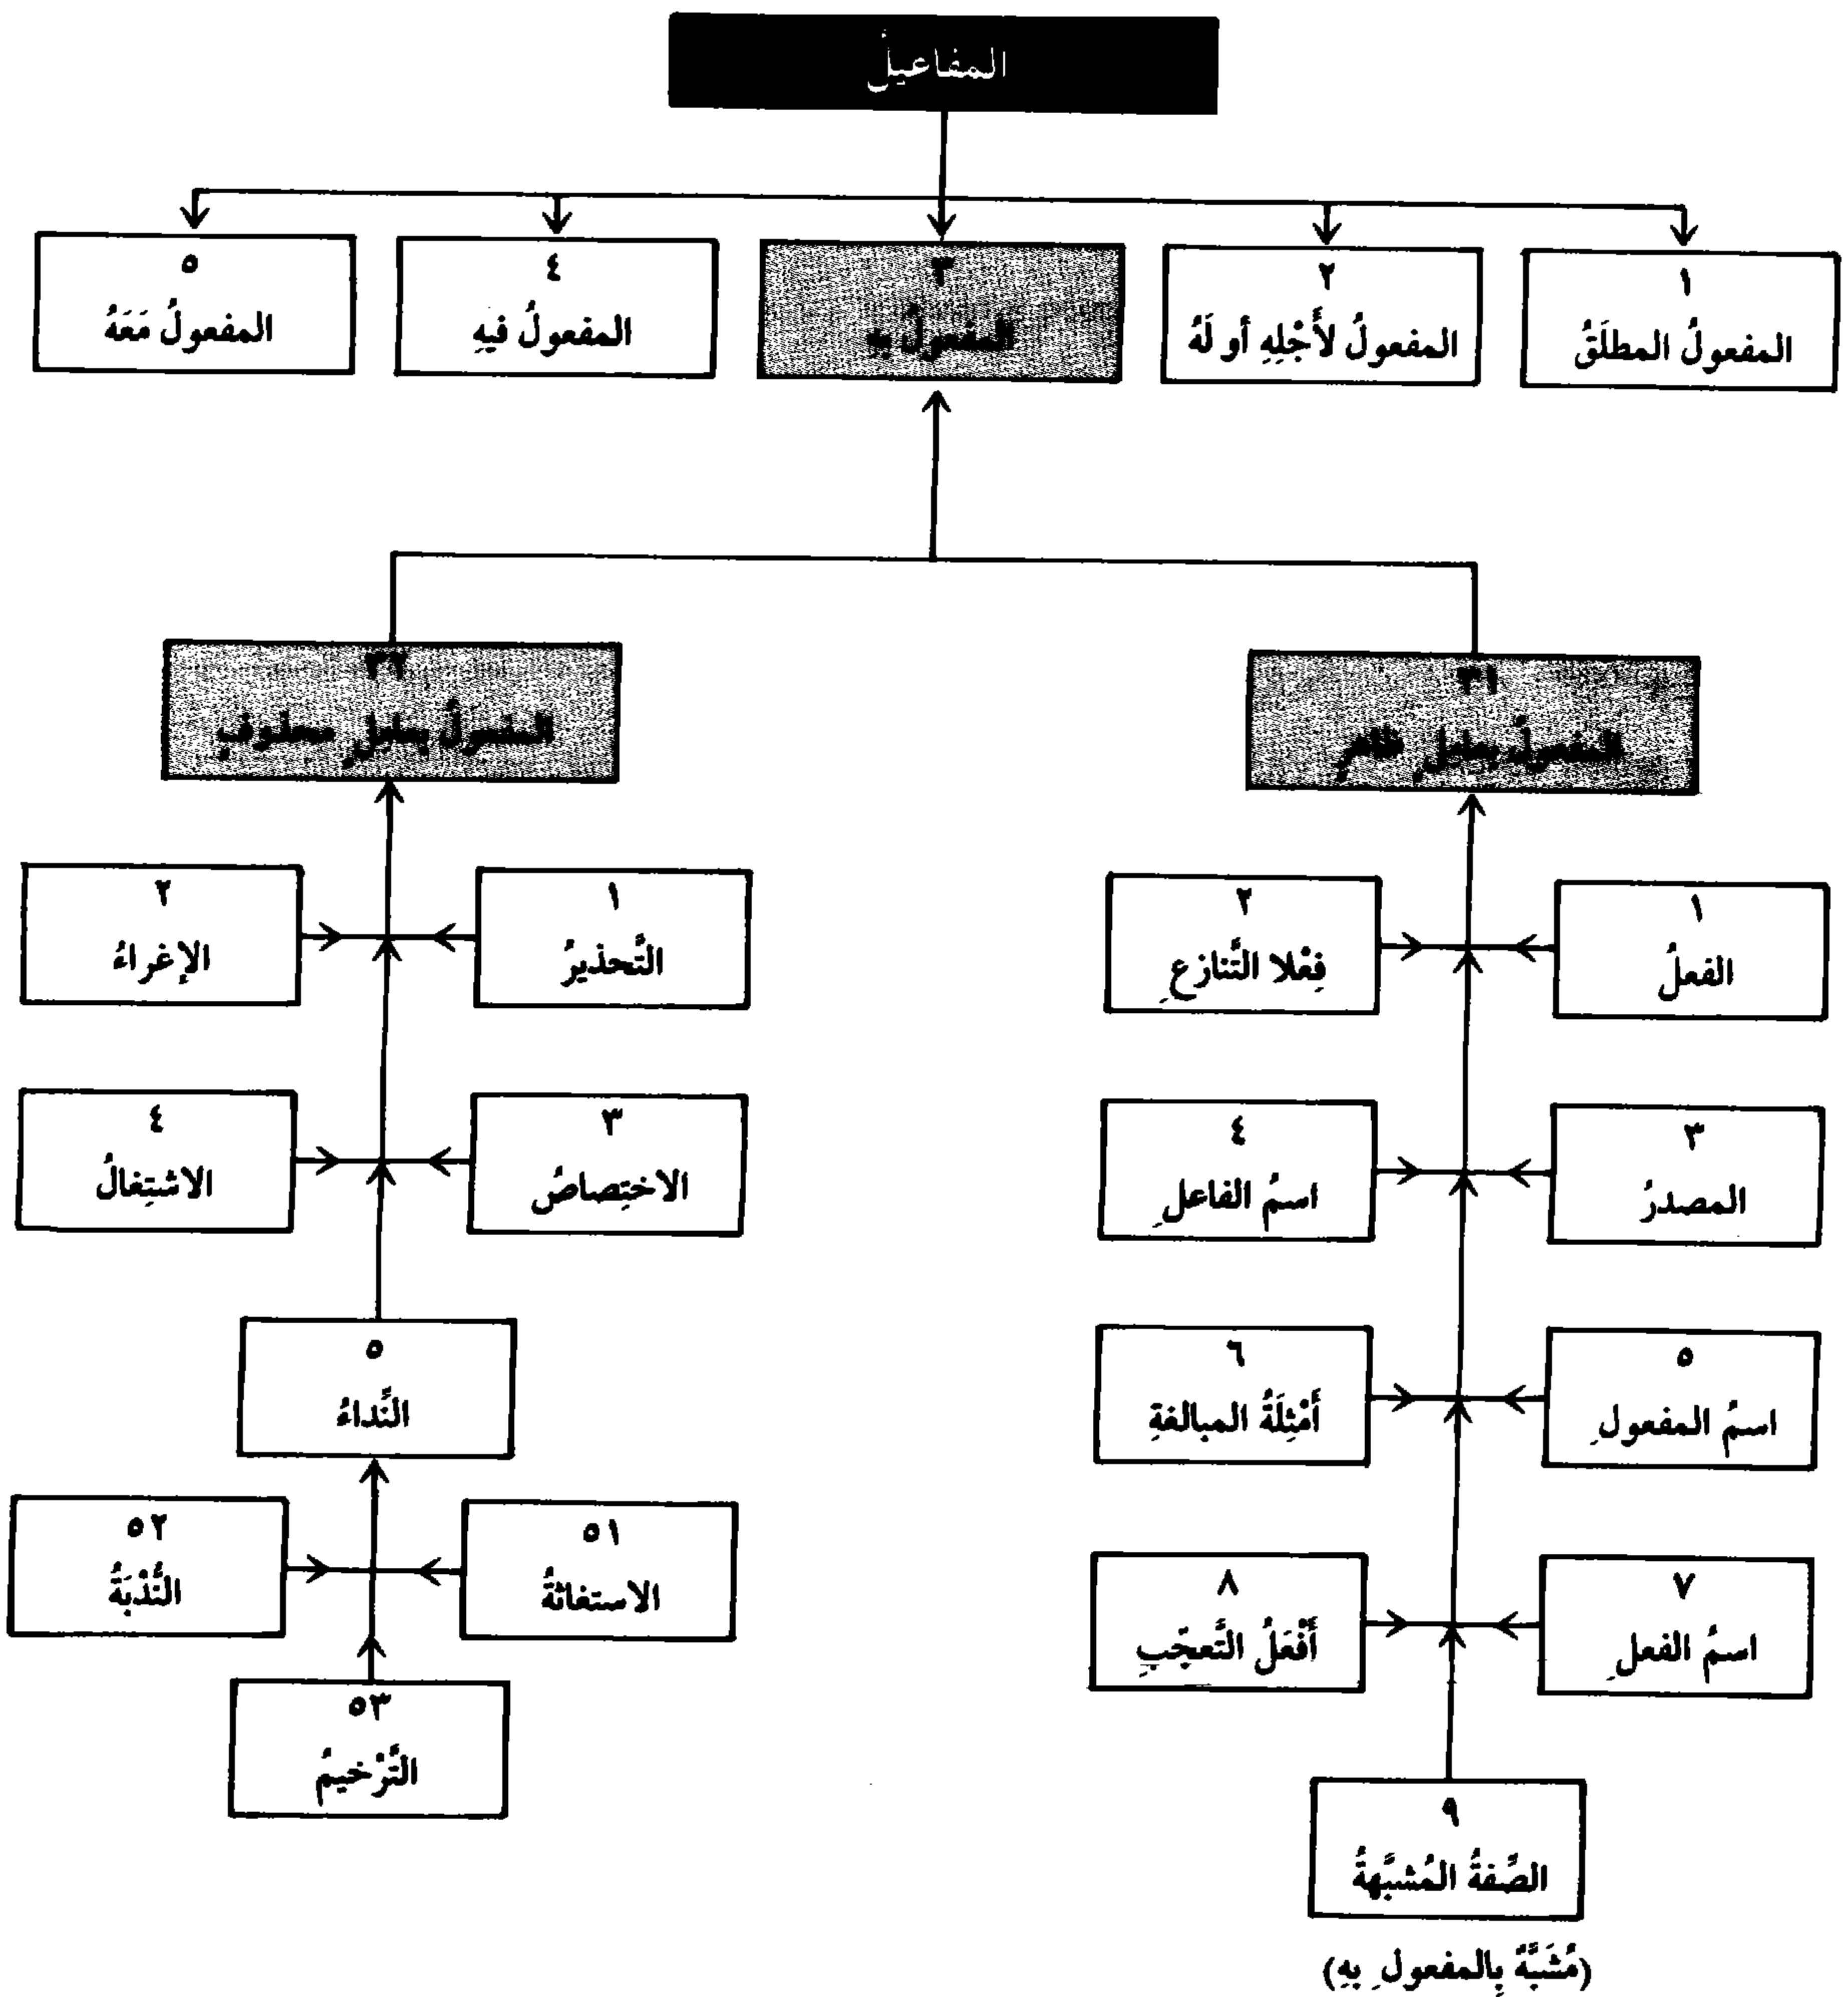 المفاعيلُ
١
المفعولُ المطلَقُ
٢
المفعولُ لأَجْلِهِ أو لَهُ
٣
المفعولُ بِهِ
٤
المفعولُ فيهِ
٥
المفعولُ مَعَهُ
٣١
المفعولُ بعاملٍ ظاهرٍ
٣٢
المفعولُ بعاملٍ محذوفٍ
١
الفعلُ
٢
فِعْلا التَّنازعِ
٣
المصدرُ
٤
اسمُ الفاعلِ
٥
اسمُ المفعولِ
٦
أَمْثِلَةُ المبالغةِ
٧
اسمُ الفعلِ
٨
أَفْعَلُ التَّعجّبِ
٩
الصِّفةُ المُشبَّهةُ
(مُشَبَّهٌ بِالمفعولِ بِهِ)
١
التَّحذيرُ
٢
الإغراءُ
٣
الاختِصاصُ
٤
الاشتِغالُ
٥
النِّداءُ
٥١
الاستغاثةُ
٥٢
النُّدْبَةُ
٥٣
التَّرْخيمُ